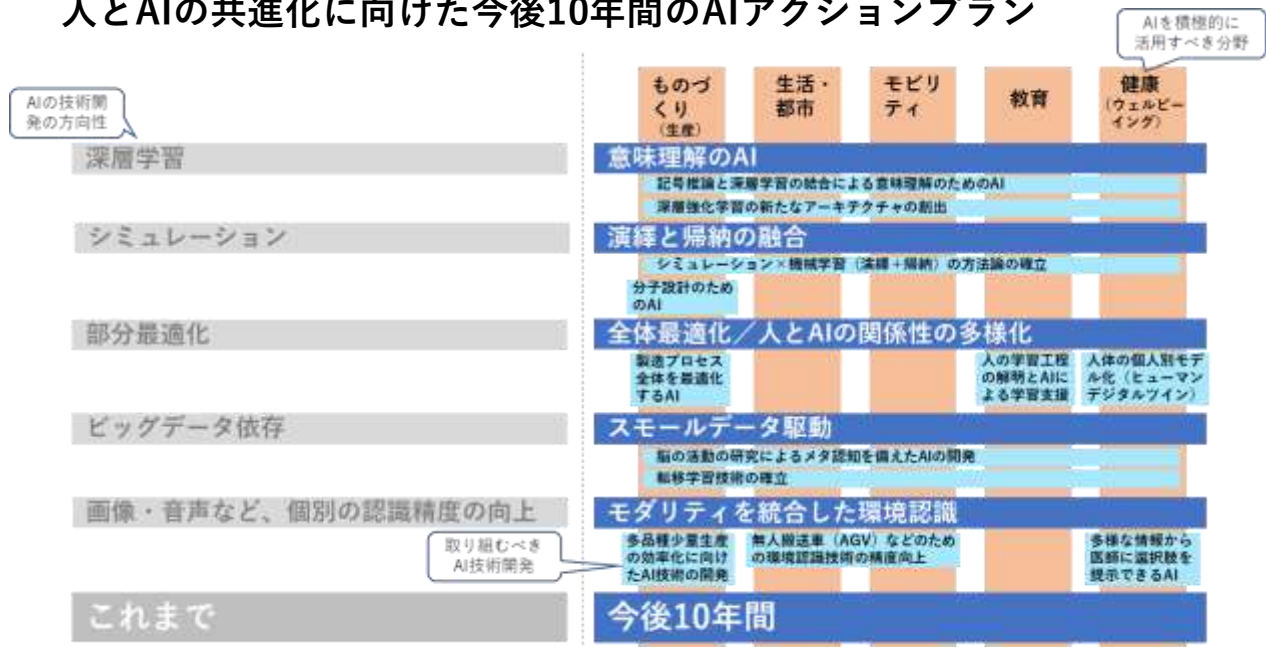 人とAIの共進化に向けた今後10年間のAIアクションプラン
AIを積極的に
活用すべき分野
AIの技術開
発の方向性
ものづ
くり
（生産）
生活・
都市
モビリ
ティ
教育
健康
（ウェルビー
イング）
深層学習
意味理解のAI
記号推論と深層学習の結合による意味理解のためのAI
深層強化学習の新たなアーキテクチャの創出
シミュレーション
演繹と帰納の融合
シミュレーション×機械学習（演繹＋帰納）の方法論の確立
分子設計のため
のAI
部分最適化
全体最適化／人とAIの関係性の多様化
製造プロセス
全体を最適化
するAI
人の学習工程
の解明とAIに
よる学習支援
人体の個人別モデ
ル化（ヒューマン
デジタルツイン）
ビッグデータ依存
スモールデータ駆動
脳の活動の研究によるメタ認知を備えたAIの開発
転移学習技術の確立
画像・音声など、個別の認識精度の向上
モダリティを統合した環境認識
取り組むべき
AI技術開発
多品種少量生産
の効率化に向け
たAI技術の開発
無人搬送車（AGV）などのため
の環境認識技術の精度向上
多様な情報から
医師に選択肢を
提示できるAI
これまで
今後10年間